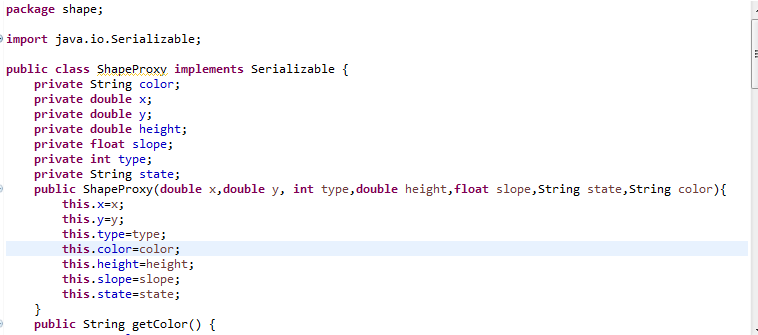 package shape;
import java.io.Serializable;
public class ShapeProxy implements Serializable {
private String color;
private double x;
private double y;
private double height;
private float slope;
private int type;
private String state;
public ShapeProxy(double x,double y, int type,double height,float slope,String state,String color){
this.x=x;
this.y=y;
this.type=type;
this.color=color;
this.height=height;
this.slope=slope;
this.state=state;
}
public String getColor() {